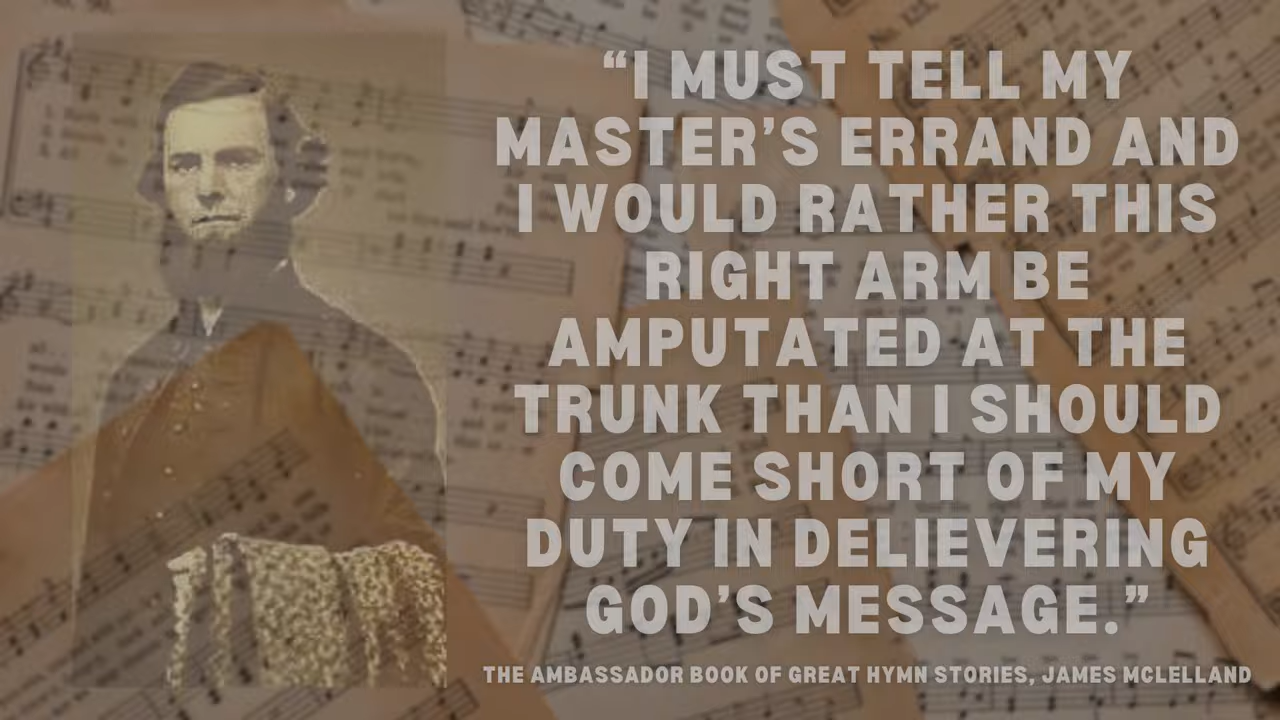 “I MUST TELL MY
MASTER’S ERRAND AND
I WOULD RATHER THIS
RIGHT ARM BE
AMPUTATED AT THE
TRUNK THAN I SHOULD
COME SHORT OF MY
DUTY IN DELIEVERING
GOD’S MESSAGE.”
THE AMBASSADOR BOOK OF GREAT HYMN STORIES, JAMES MCLELLAND